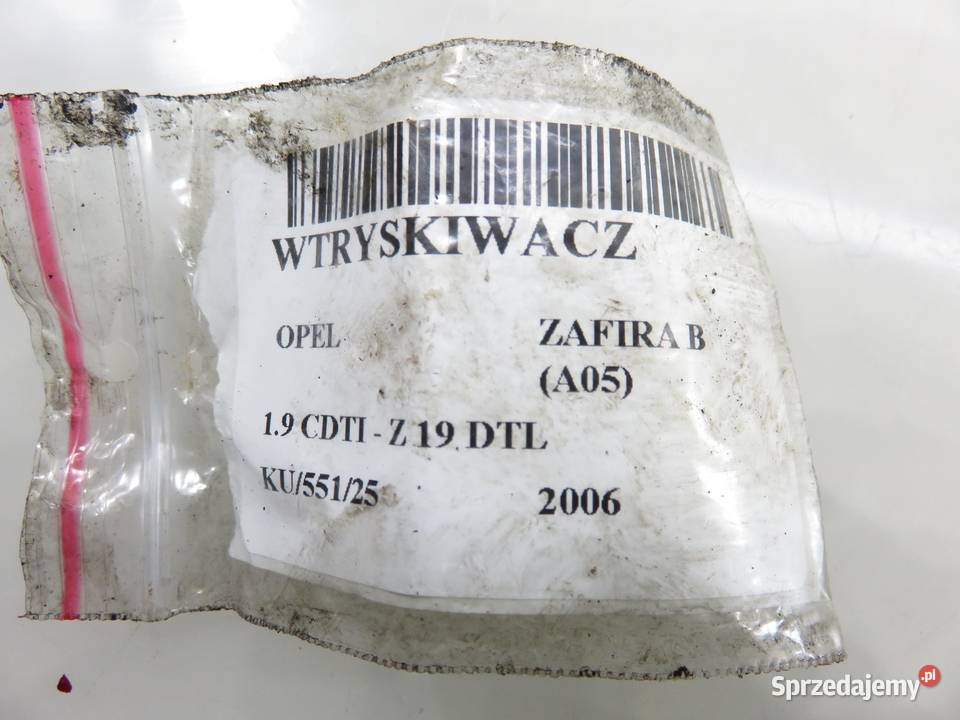 WTRYSKIWACZ
OPEL ZAFIRA B
(A05)
1.9 CDTI - Z 19 DTL
KU/551/25 2006
Sprzedajemy.pl